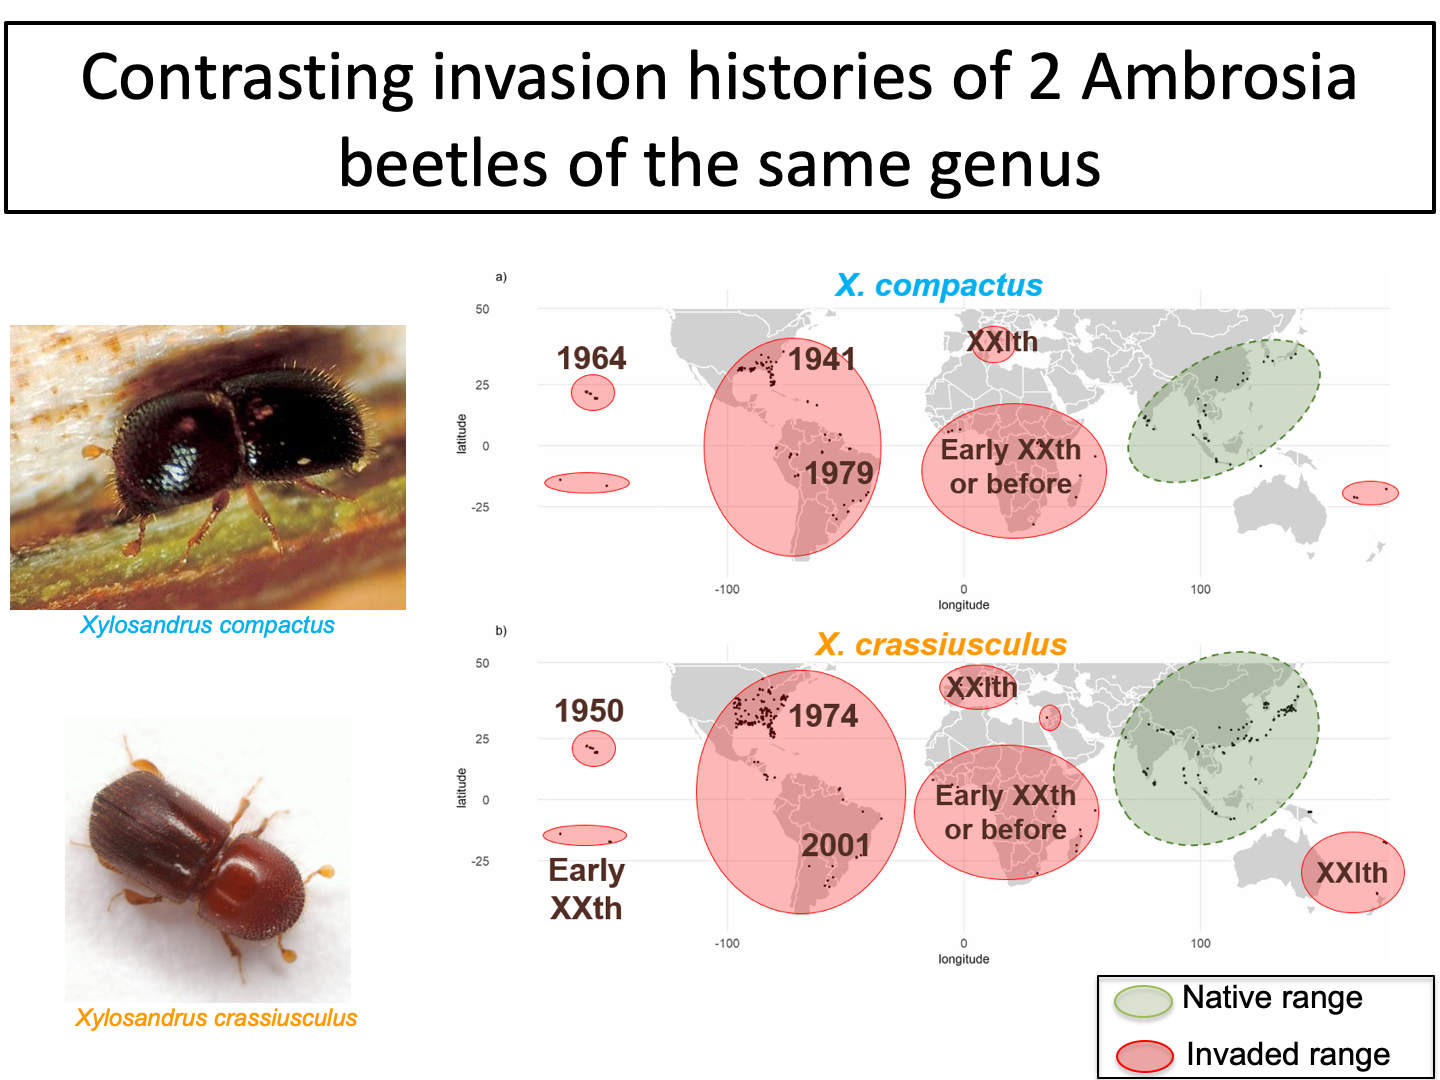 Contrasting invasion histories of 2 Ambrosia
beetles of the same genus
Xylosandrus compactus
Xylosandrus crassiusculus
a)
X. compactus
50
25
0
-25
latitude
-100
0
100
longitude
1964
1941
1979
XXIth
Early XXth
or before
b)
X. crassiusculus
50
25
0
-25
latitude
-100
0
100
longitude
1950
Early
XXth
1974
2001
XXIth
Early XXth
or before
XXIth
Native range
Invaded range